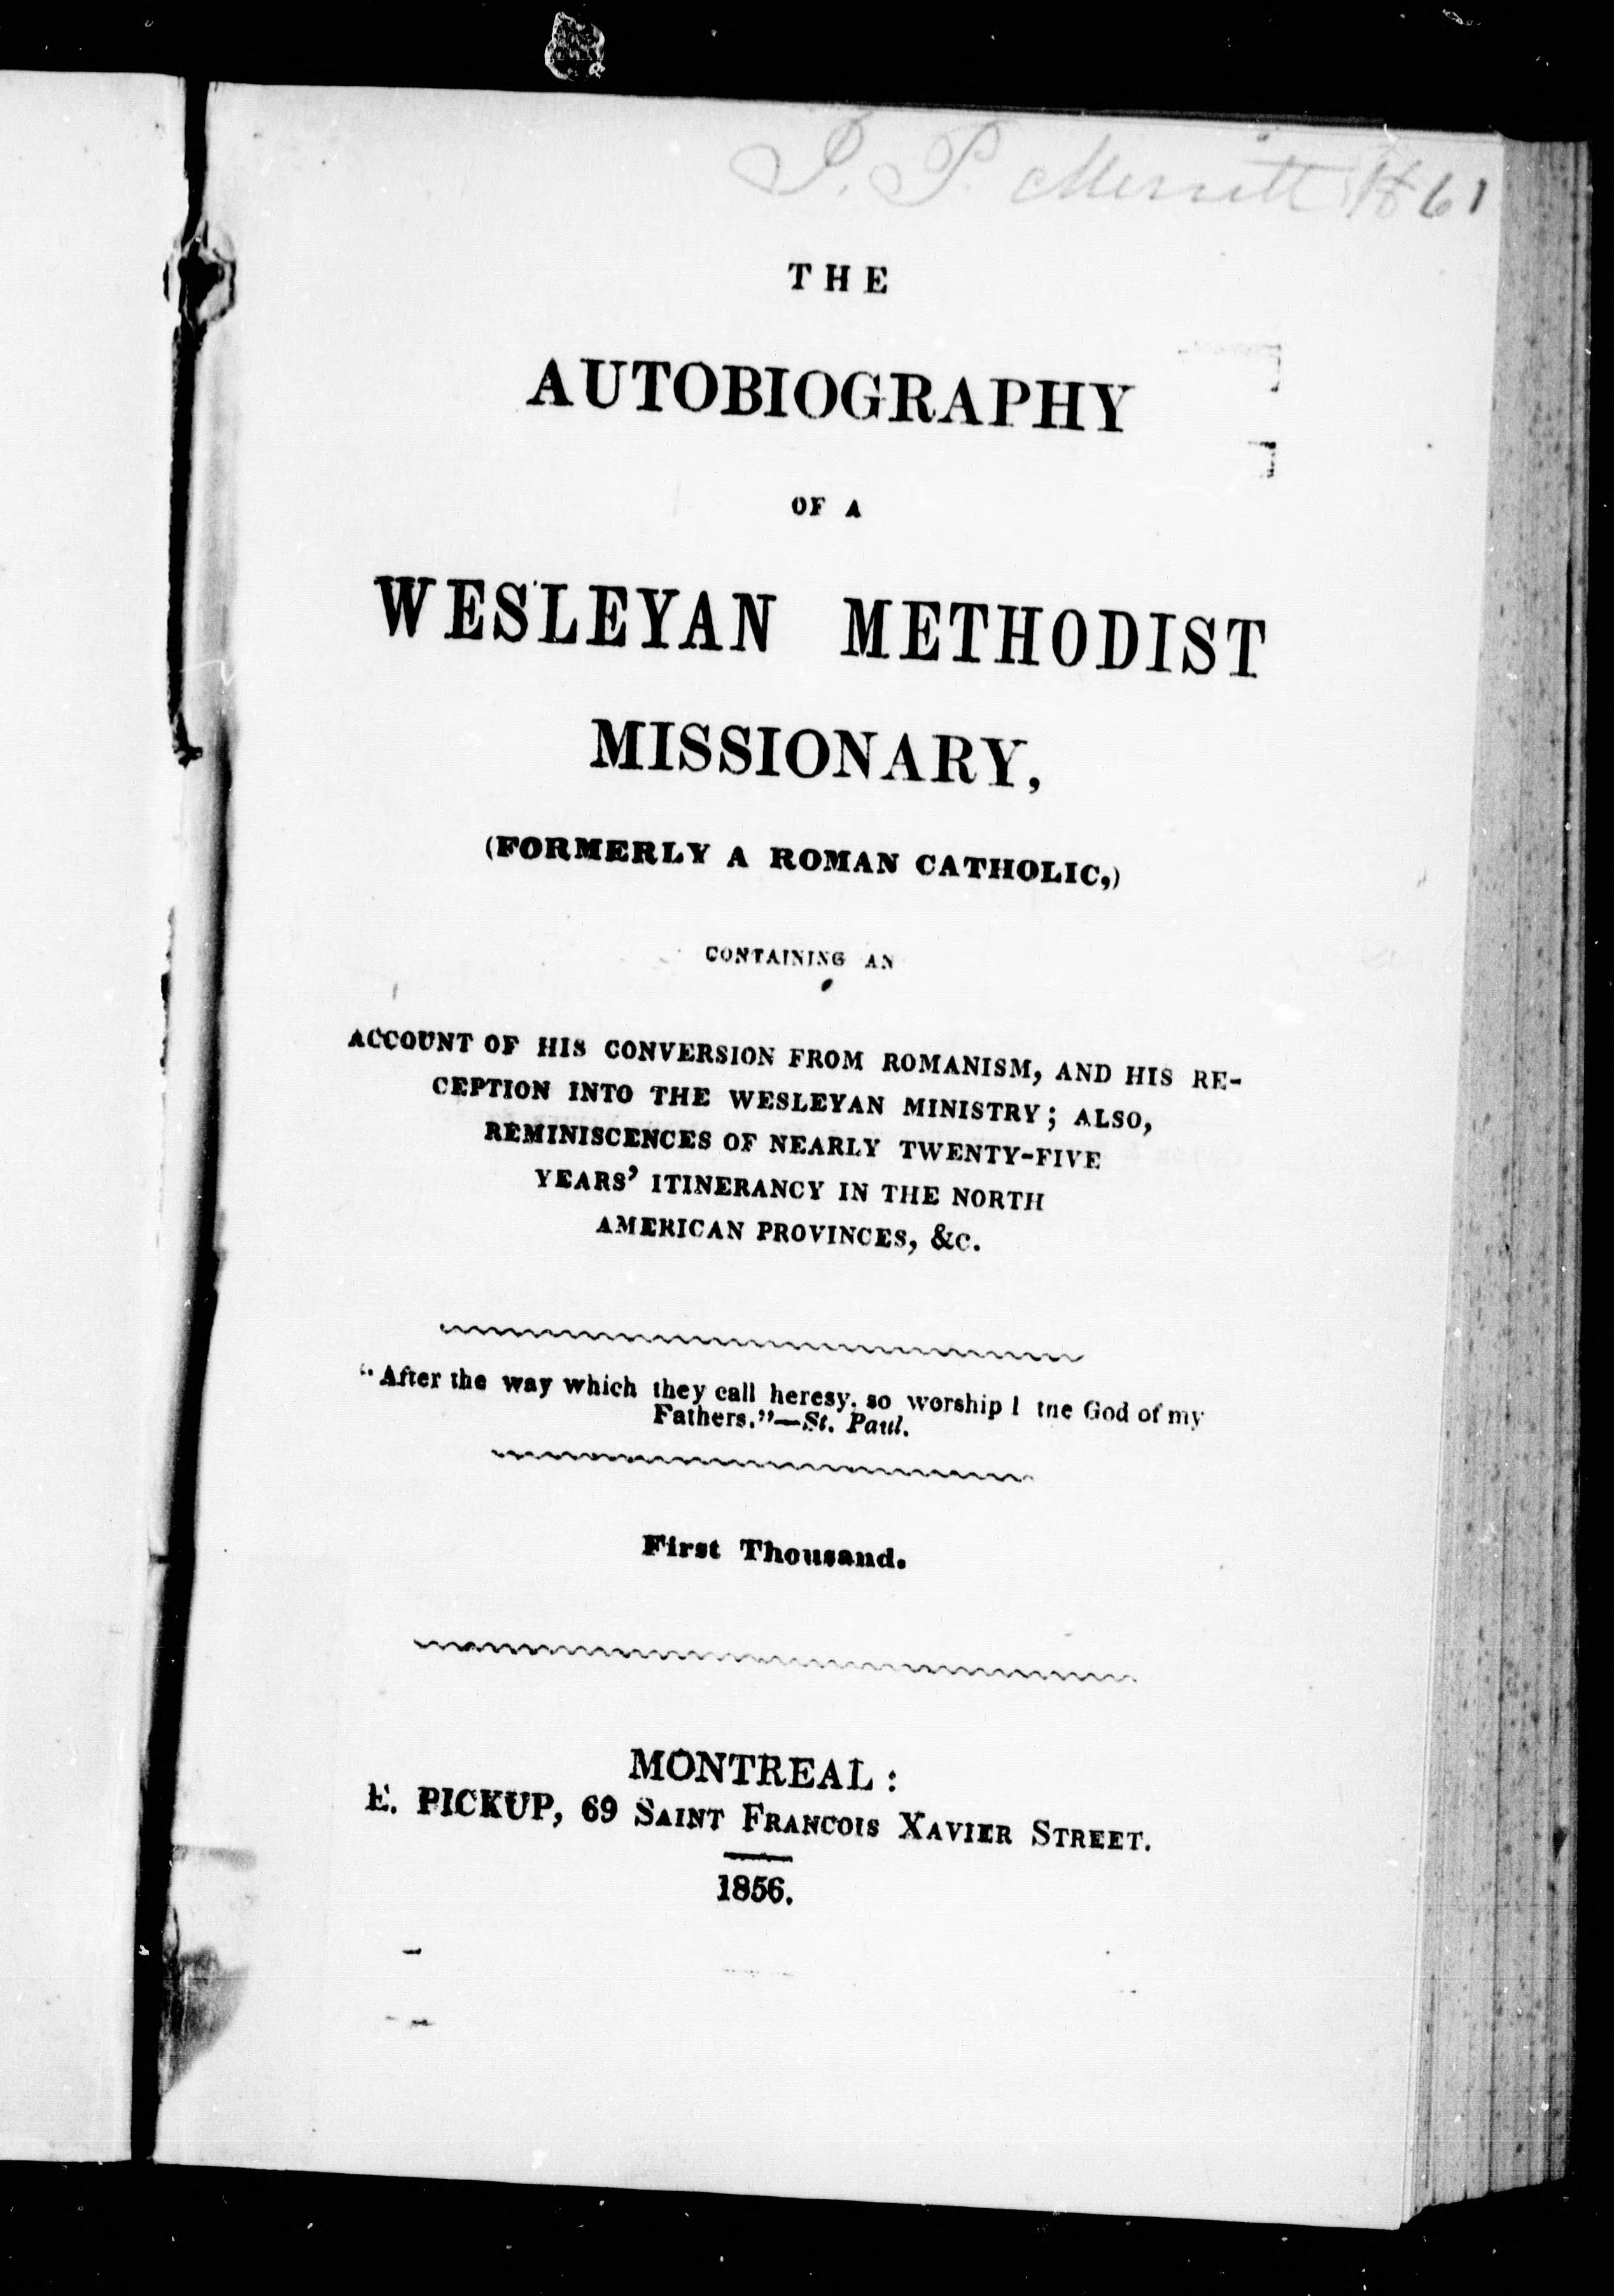 J. P. Merritt 1861
THE
AUTOBIOGRAPHY
OF A
WESLEYAN METHODIST
MISSIONARY,
(FORMERLY A ROMAN CATHOLIC,)
CONTAINING AN
ACCOUNT OF HIS CONVERSION FROM ROMANISM, AND HIS RE-
CEPTION INTO THE WESLEYAN MINISTRY; ALSO,
REMINISCENCES OF NEARLY TWENTY-FIVE
YEARS' ITINERANCY IN THE NORTH
AMERICAN PROVINCES, &C.
"After the way which they call heresy, so worship I the God of my
Fathers."—St. Paul.
First Thousand.
MONTREAL:
E. PICKUP, 69 SAINT FRANCOIS XAVIER STREET.
1856.